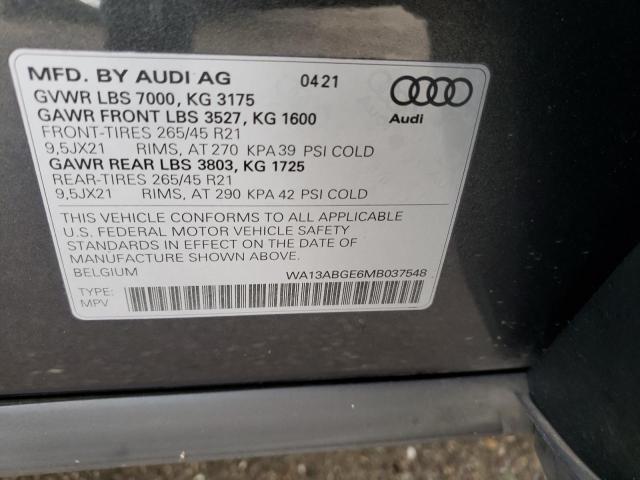 MFD. BY AUDI AG 0421
GVWR LBS 7000, KG 3175
GAWR FRONT LBS 3527, KG 1600
FRONT-TIRES 265/45 R21
9,5JX21 RIMS, AT 270 KPA 39 PSI COLD
GAWR REAR LBS 3803, KG 1725
REAR-TIRES 265/45 R21
9,5JX21 RIMS, AT 290 KPA 42 PSI COLD
Audi
THIS VEHICLE CONFORMS TO ALL APPLICABLE
U.S. FEDERAL MOTOR VEHICLE SAFETY
STANDARDS IN EFFECT ON THE DATE OF
MANUFACTURE SHOWN ABOVE.
BELGIUM WA13ABGE6MB037548
TYPE:
MPV